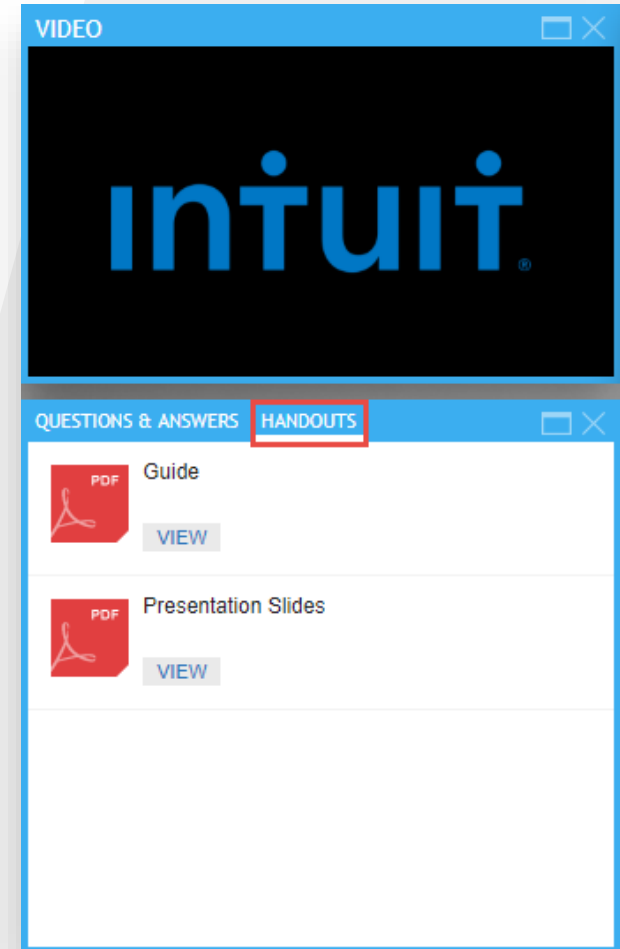 VIDEO
INTUIT®
QUESTIONS & ANSWERS HANDOUTS
PDF
Guide
VIEW
PDF
Presentation Slides
VIEW